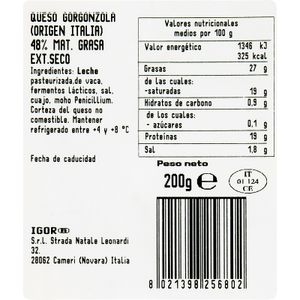 QUESO GORGONZOLA
(ORIGEN ITALIA)
48% MAT. GRASA
EXT.SECO
Ingredientes: Leche
pasteurizada de vaca,
fermentos lácticos, sal,
cuajo, moho Penicillium.
Corteza del queso no
comestible. Mantener
refrigerado entre +4 y +8 °C
Fecha de caducidad
Valores nutricionales
medios por 100 g
Valor energético 1346 kJ
325 kcal
Grasas 27 g
de las cuales:
-saturadas 19 g
Hidratos de carbono 0,9 g
de los cuales:
-azúcares 0,1 g
Proteínas 19 g
Sal 1,8 g
Peso neto
200g e
IT
01 124
CE
IGOR
S.r.l. Strada Natale Leonardi
32.
28062 Cameri (Novara) Italia
8 021398 256802